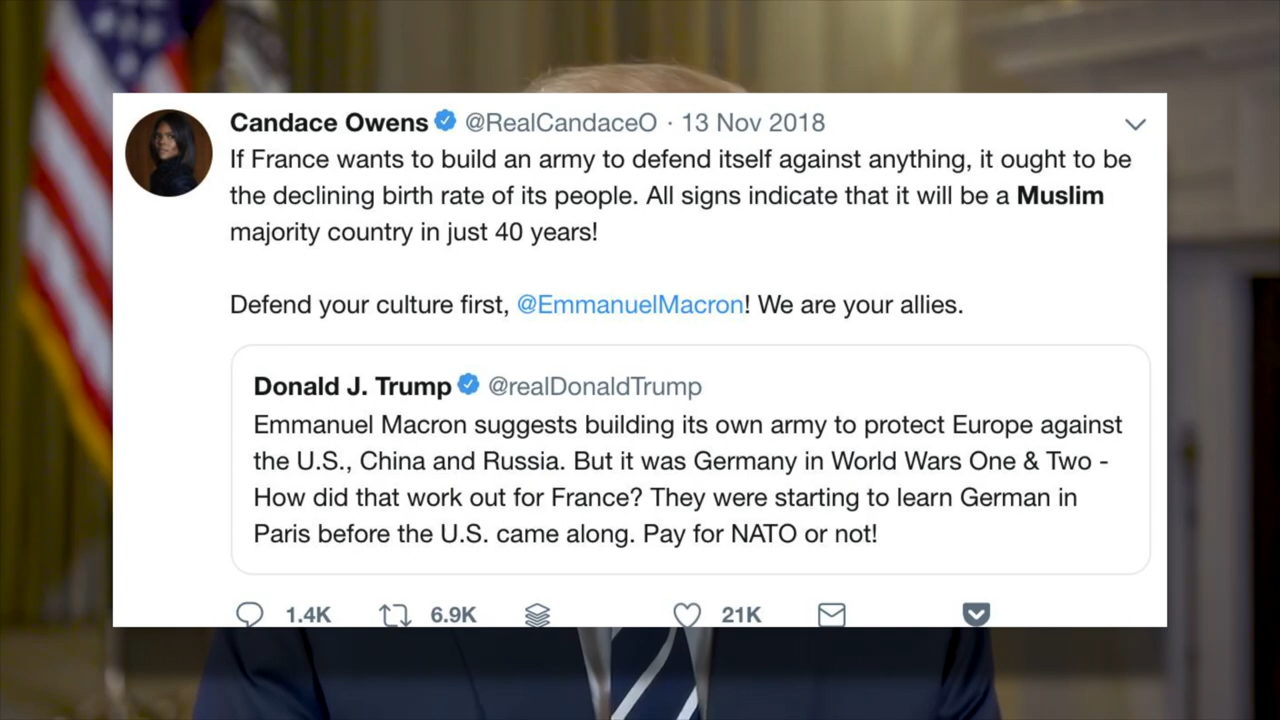 Candace Owens @RealCandaceO · 13 Nov 2018
If France wants to build an army to defend itself against anything, it ought to be
the declining birth rate of its people. All signs indicate that it will be a Muslim
majority country in just 40 years!
Defend your culture first, @EmmanuelMacron! We are your allies.
Donald J. Trump @realDonaldTrump
Emmanuel Macron suggests building its own army to protect Europe against
the U.S., China and Russia. But it was Germany in World Wars One & Two -
How did that work out for France? They were starting to learn German in
Paris before the U.S. came along. Pay for NATO or not!
1.4K 6.9K 21K